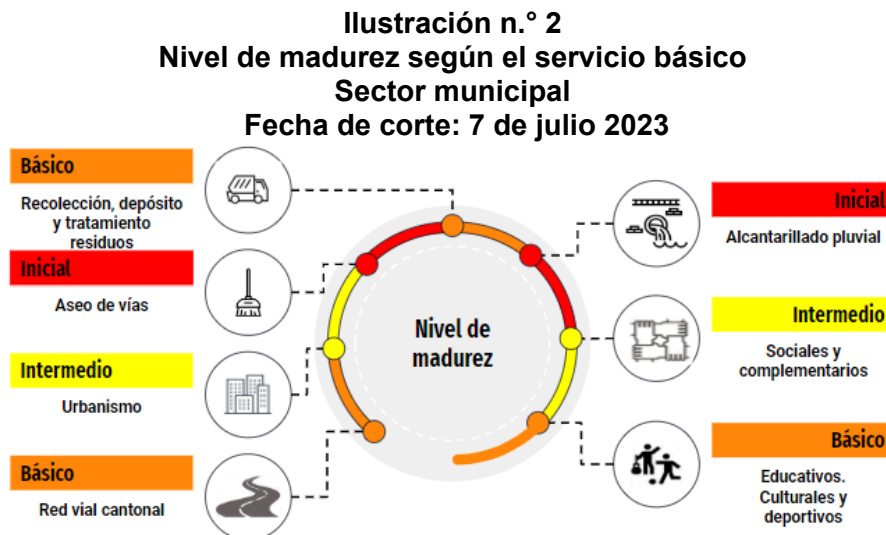 Ilustración n.° 2
Nivel de madurez según el servicio básico
Sector municipal
Fecha de corte: 7 de julio 2023
Básico
Recolección, depósito
y tratamiento
residuos
Inicial
Aseo de vías
Intermedio
Urbanismo
Básico
Red vial cantonal
Nivel de
madurez
Inicial
Alcantarillado pluvial
Intermedio
Sociales y
complementarios
Básico
Educativos.
Culturales y
deportivos